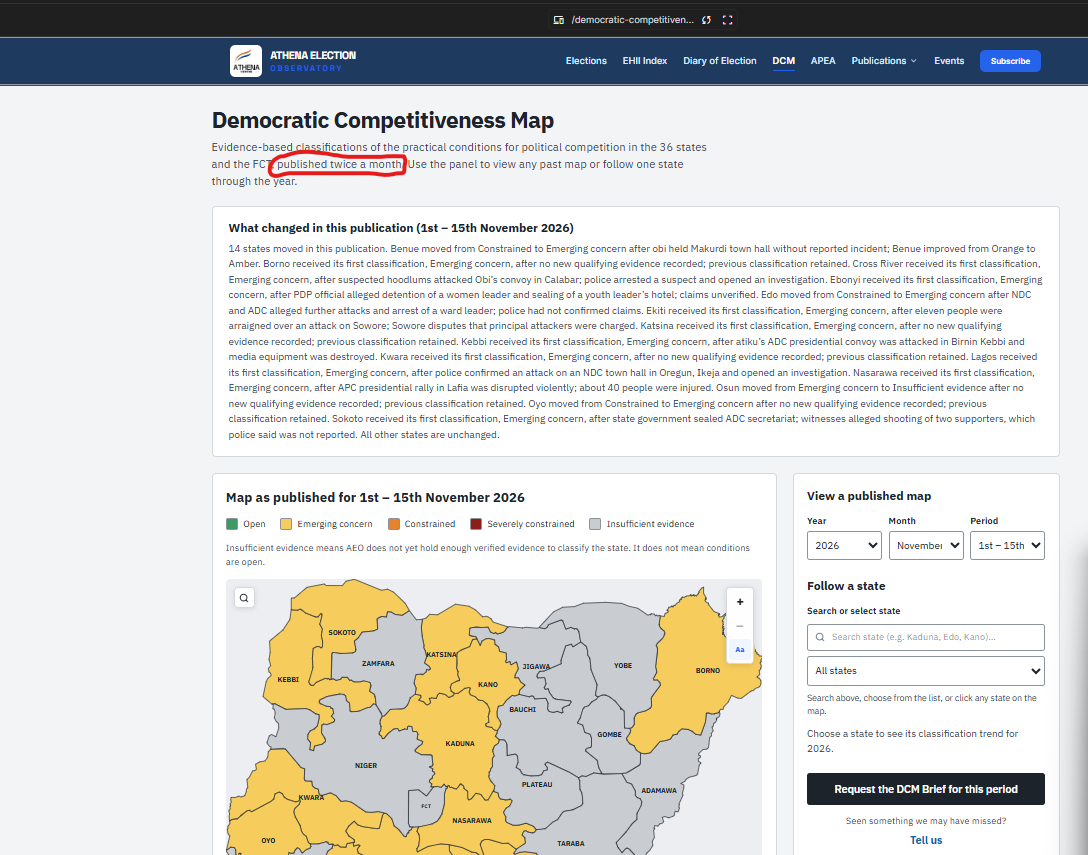 /democratic-competitiven...
ATHENA
CENTRE
ATHENA ELECTION
OBSERVATORY
Elections
EHII Index
Diary of Election
DCM
APEA
Publications
Events
Subscribe
Democratic Competitiveness Map
Evidence-based classifications of the practical conditions for political competition in the 36 states
and the FCT, published twice a month. Use the panel to view any past map or follow one state
through the year.
What changed in this publication (1st – 15th November 2026)
14 states moved in this publication. Benue moved from Constrained to Emerging concern after obi held Makurdi town hall without reported incident; Benue improved from Orange to
Amber. Borno received its first classification, Emerging concern, after no new qualifying evidence recorded; previous classification retained. Cross River received its first classification,
Emerging concern, after suspected hoodlums attacked Obi's convoy in Calabar; police arrested a suspect and opened an investigation. Ebonyi received its first classification, Emerging
concern, after PDP official alleged detention of a women leader and sealing of a youth leader's hotel; claims unverified. Edo moved from Constrained to Emerging concern after NDC
and ADC alleged further attacks and arrest of a ward leader; police had not confirmed claims. Ekiti received its first classification, Emerging concern, after eleven people were
arraigned over an attack on Sowore; Sowore disputes that principal attackers were charged. Katsina received its first classification, Emerging concern, after no new qualifying
evidence recorded; previous classification retained. Kebbi received its first classification, Emerging concern, after atiku's ADC presidential convoy was attacked in Birnin Kebbi and
media equipment was destroyed. Kwara received its first classification, Emerging concern, after no new qualifying evidence recorded; previous classification retained. Lagos received
its first classification, Emerging concern, after police confirmed an attack on an NDC town hall in Oregun, Ikeja and opened an investigation. Nasarawa received its first classification,
Emerging concern, after APC presidential rally in Lafia was disrupted violently; about 40 people were injured. Osun moved from Emerging concern to Insufficient evidence after no
new qualifying evidence recorded; previous classification retained. Oyo moved from Constrained to Emerging concern after no new qualifying evidence recorded; previous
classification retained. Sokoto received its first classification, Emerging concern, after state government sealed ADC secretariat; witnesses alleged shooting of two supporters, which
police said was not reported. All other states are unchanged.
Map as published for 1st – 15th November 2026
Open
Emerging concern
Constrained
Severely constrained
Insufficient evidence
Insufficient evidence means AEO does not yet hold enough verified evidence to classify the state. It does not mean conditions
are open.
+
−
Aa
SOKOTO
ZAMFARA
KATSINA
KEBBI
KANO
JIGAWA
YOBE
BORNO
BAUCHI
GOMBE
KADUNA
NIGER
PLATEAU
ADAMAWA
KWARA
FCT
NASARAWA
OYO
TARABA
View a published map
Year
Month
Period
2026
November
1st – 15th
Follow a state
Search or select state
Search state (e.g. Kaduna, Edo, Kano)...
All states
Search above, choose from the list, or click any state on the
map.
Choose a state to see its classification trend for
2026.
Request the DCM Brief for this period
Seen something we may have missed?
Tell us